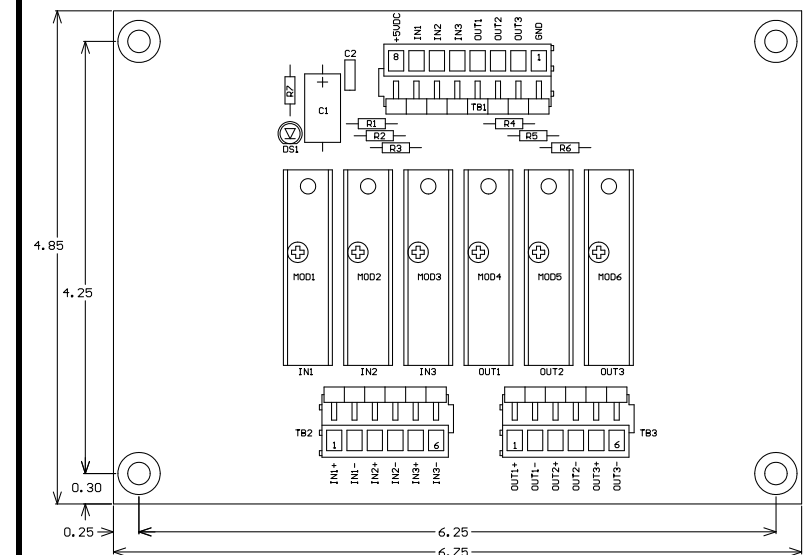 +5VDC IN1 IN2 IN3 OUT1 OUT2 OUT3 GND
8 1
TB1
C2
R7
+
C1
DS1
R1 R4
R2 R5
R3 R6
4.85
4.25
MOD1 MOD2 MOD3 MOD4 MOD5 MOD6
IN1 IN2 IN3 OUT1 OUT2 OUT3
TB2 1 6 1 6 TB3
IN1+ IN1- IN2+ IN2- IN3+ IN3- OUT1+ OUT1- OUT2+ OUT2- OUT3+ OUT3-
0.30
0.25 6.25
6.75